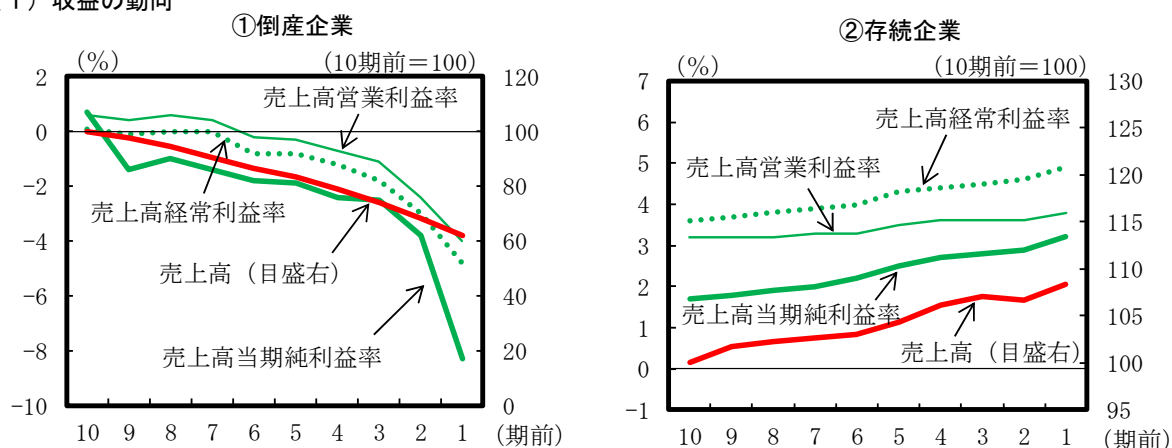 (１) 収益の動向
①倒産企業
(%)
(10期前＝100)
2
0
−2
−4
−6
−8
−10
120
100
80
60
40
20
0
売上高営業利益率
売上高経常利益率
売上高（目盛右）
売上高当期純利益率
10 9 8 7 6 5 4 3 2 1 (期前)
②存続企業
(%)
(10期前＝100)
7
6
5
4
3
2
1
0
−1
130
125
120
115
110
105
100
95
売上高経常利益率
売上高営業利益率
売上高当期純利益率
売上高（目盛右）
10 9 8 7 6 5 4 3 2 1 (期前)